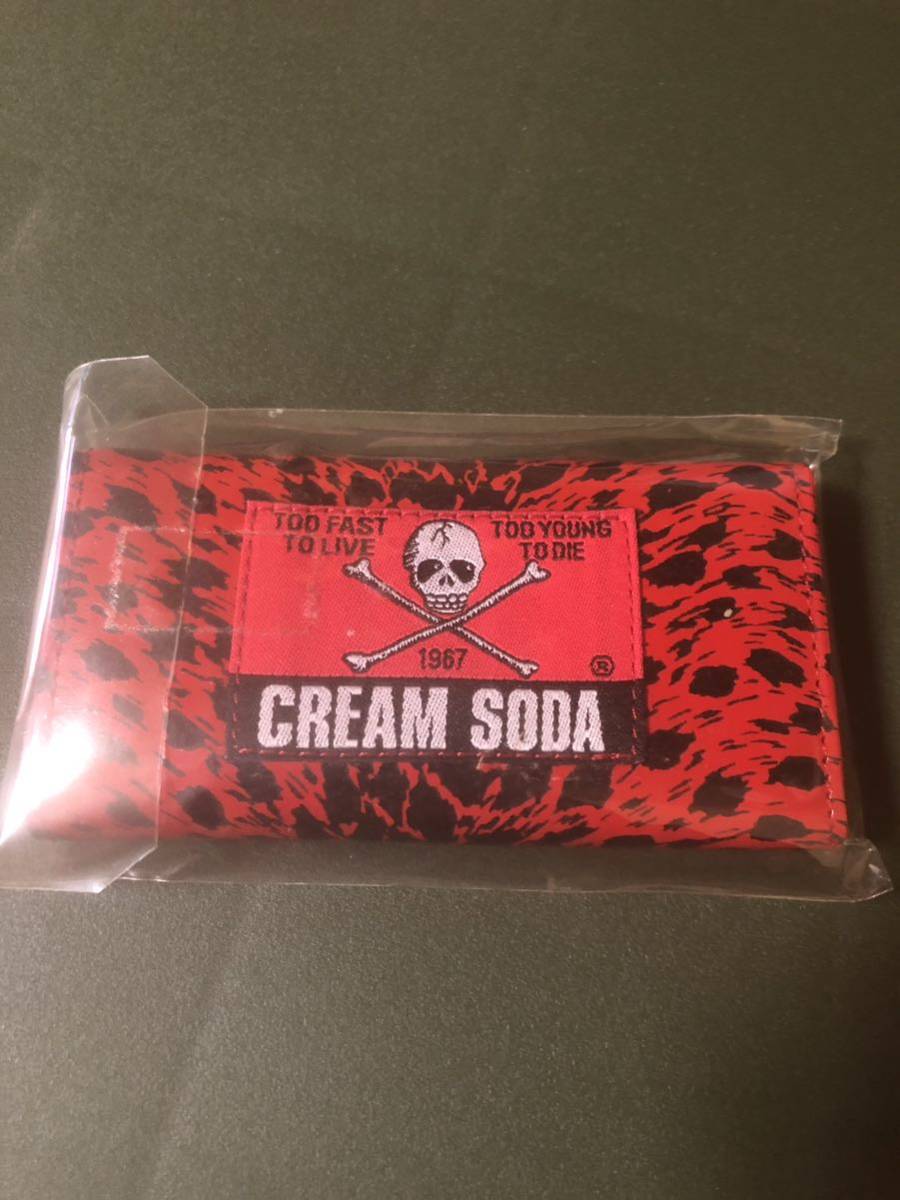 TOO FAST
TO LIVE
TOO YOUNG
TO DIE
1967
®
CREAM SODA